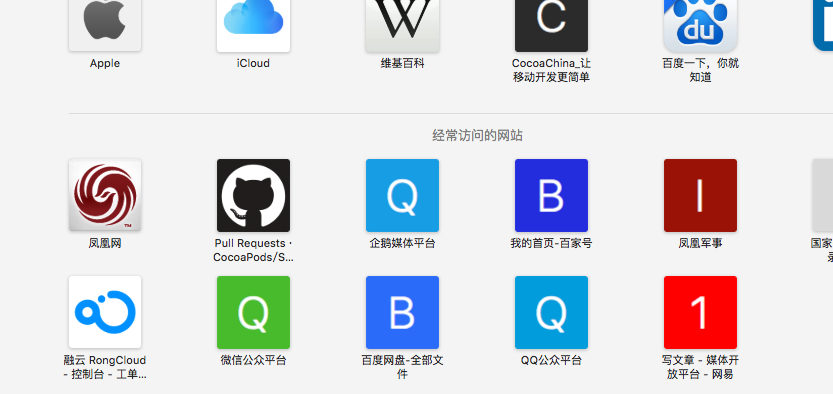 W
C
du
Apple
iCloud
维基百科
CocoaChina_让
移动开发更简单
百度一下，你就
知道
经常访问的网站
TM
Q
B
I
凤凰网
Pull Requests ·
CocoaPods/S...
企鹅媒体平台
我的首页-百家号
凤凰军事
国家
Q
B
Q
1
融云 RongCloud
- 控制台 - 工单...
微信公众平台
百度网盘-全部文
件
QQ公众平台
写文章 - 媒体开
放平台 - 网易